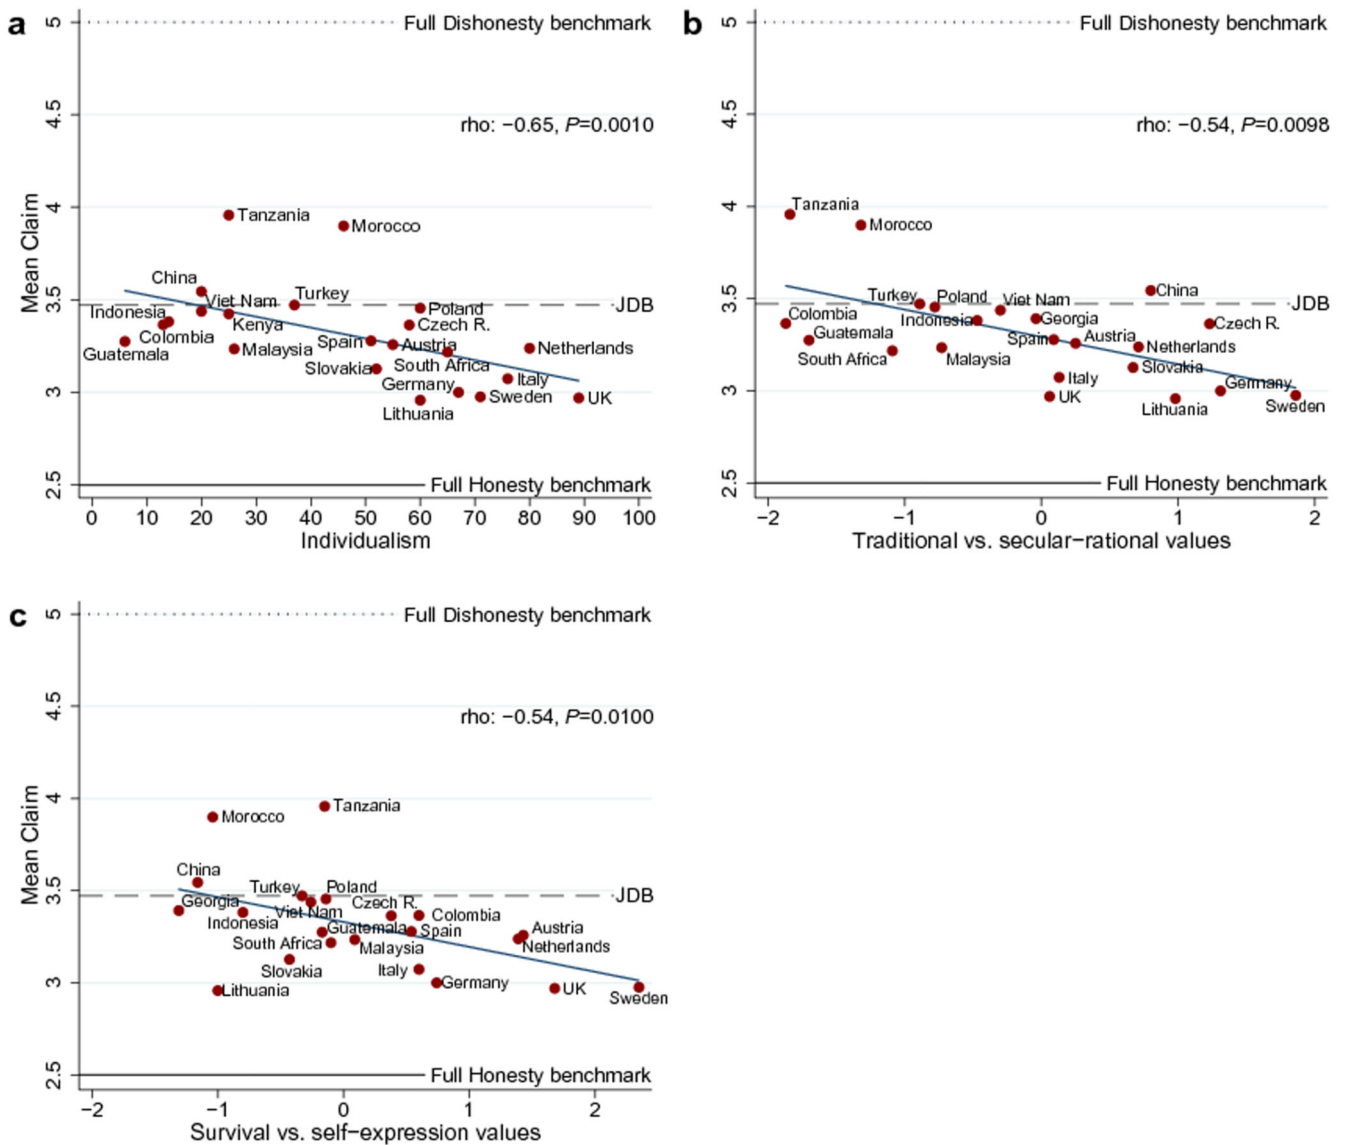 a
Full Dishonesty benchmark
rho: −0.65, P=0.0010
Mean Claim
5
4.5
4
3.5
3
2.5
Tanzania
Morocco
China
Turkey
Viet Nam
JDB
Indonesia
Poland
Kenya
Czech R.
Colombia
Spain
Austria
Guatemala
Malaysia
Netherlands
Slovakia
South Africa
Germany
Italy
Sweden
UK
Lithuania
Full Honesty benchmark
0 10 20 30 40 50 60 70 80 90 100
Individualism
b
Full Dishonesty benchmark
rho: −0.54, P=0.0098
5
4.5
4
3.5
3
2.5
Tanzania
Morocco
China
Turkey
Poland
Viet Nam
JDB
Colombia
Indonesia
Georgia
Czech R.
Guatemala
Spain
Austria
Netherlands
South Africa
Malaysia
Slovakia
Italy
Germany
UK
Lithuania
Sweden
Full Honesty benchmark
−2 −1 0 1 2
Traditional vs. secular−rational values
c
Full Dishonesty benchmark
rho: −0.54, P=0.0100
Mean Claim
5
4.5
4
3.5
3
2.5
Tanzania
Morocco
China
Turkey
Poland
JDB
Georgia
Viet Nam
Czech R.
Colombia
Indonesia
Guatemala
Spain
Austria
South Africa
Malaysia
Netherlands
Slovakia
Italy
Germany
Lithuania
UK
Sweden
Full Honesty benchmark
−2 −1 0 1 2
Survival vs. self−expression values